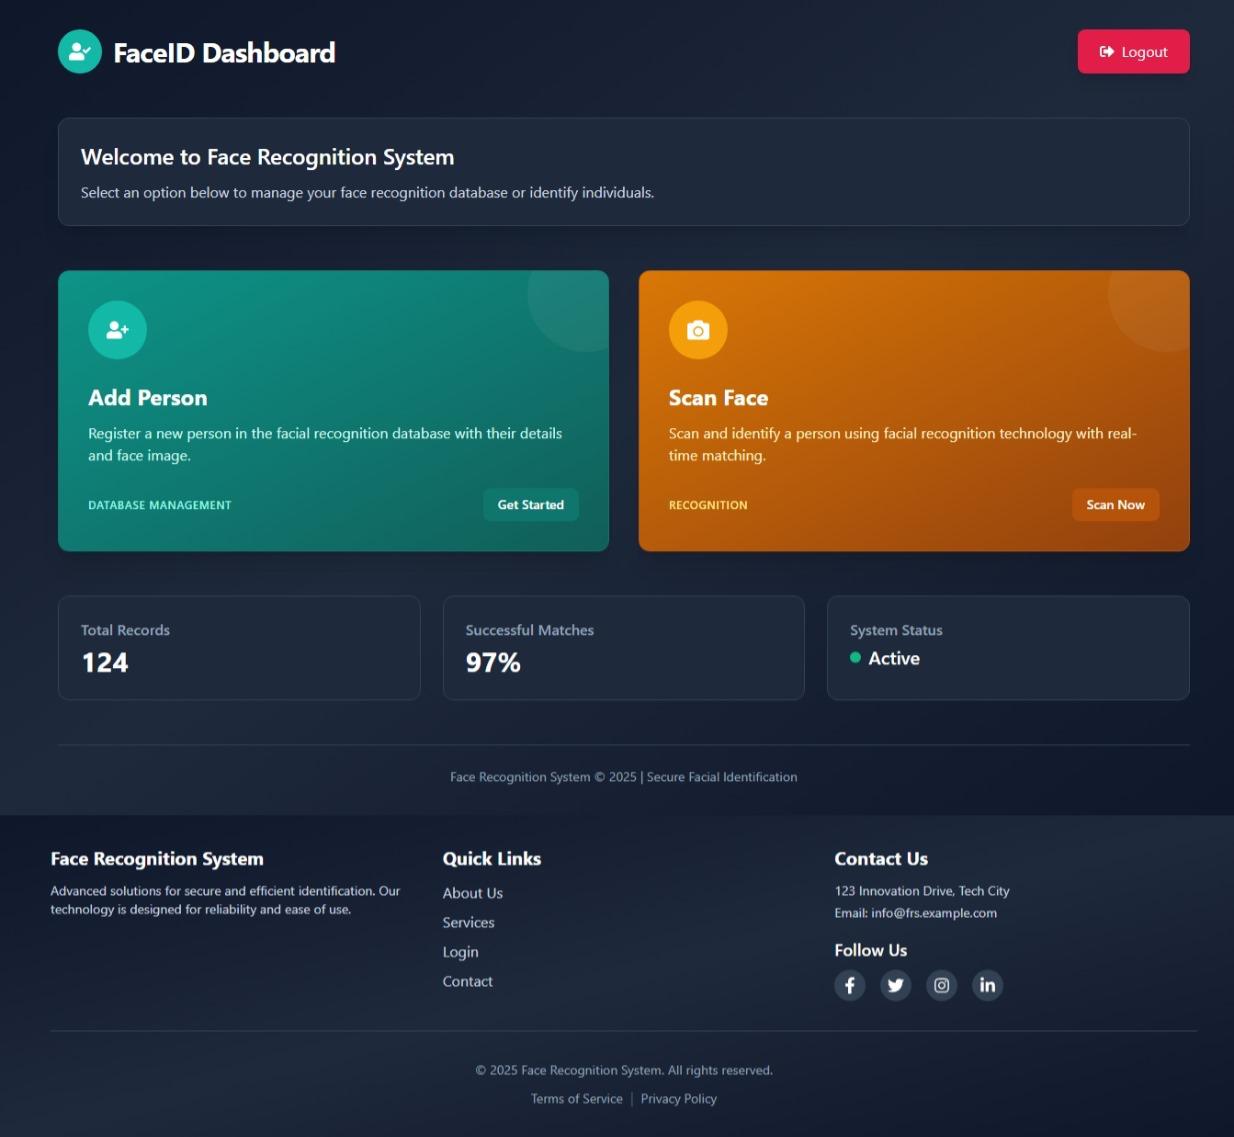 FaceID Dashboard
Logout
Welcome to Face Recognition System
Select an option below to manage your face recognition database or identify individuals.
Add Person
Register a new person in the facial recognition database with their details
and face image.
DATABASE MANAGEMENT
Get Started
Scan Face
Scan and identify a person using facial recognition technology with real-
time matching.
RECOGNITION
Scan Now
Total Records
124
Successful Matches
97%
System Status
Active
Face Recognition System © 2025 | Secure Facial Identification
Face Recognition System
Advanced solutions for secure and efficient identification. Our
technology is designed for reliability and ease of use.
Quick Links
About Us
Services
Login
Contact
Contact Us
123 Innovation Drive, Tech City
Email: info@frs.example.com
Follow Us
© 2025 Face Recognition System. All rights reserved.
Terms of Service | Privacy Policy